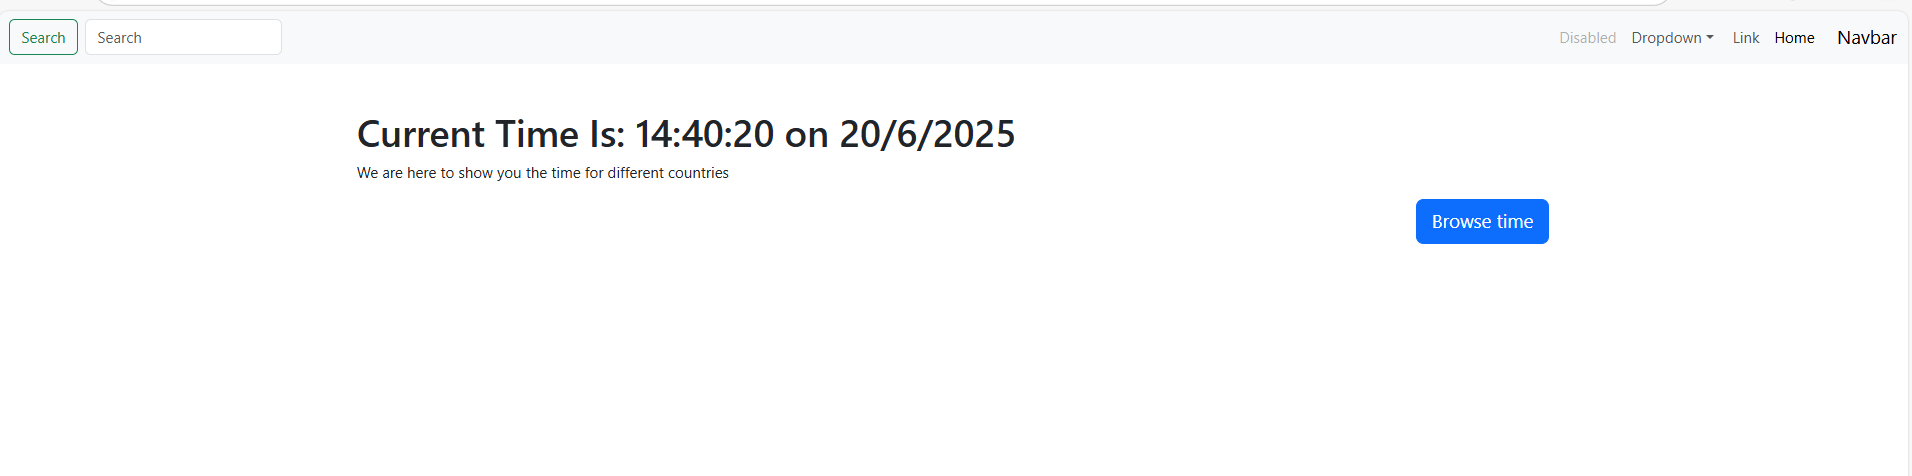 Search Search Disabled Dropdown Link Home Navbar
Current Time Is: 14:40:20 on 20/6/2025
We are here to show you the time for different countries
Browse time